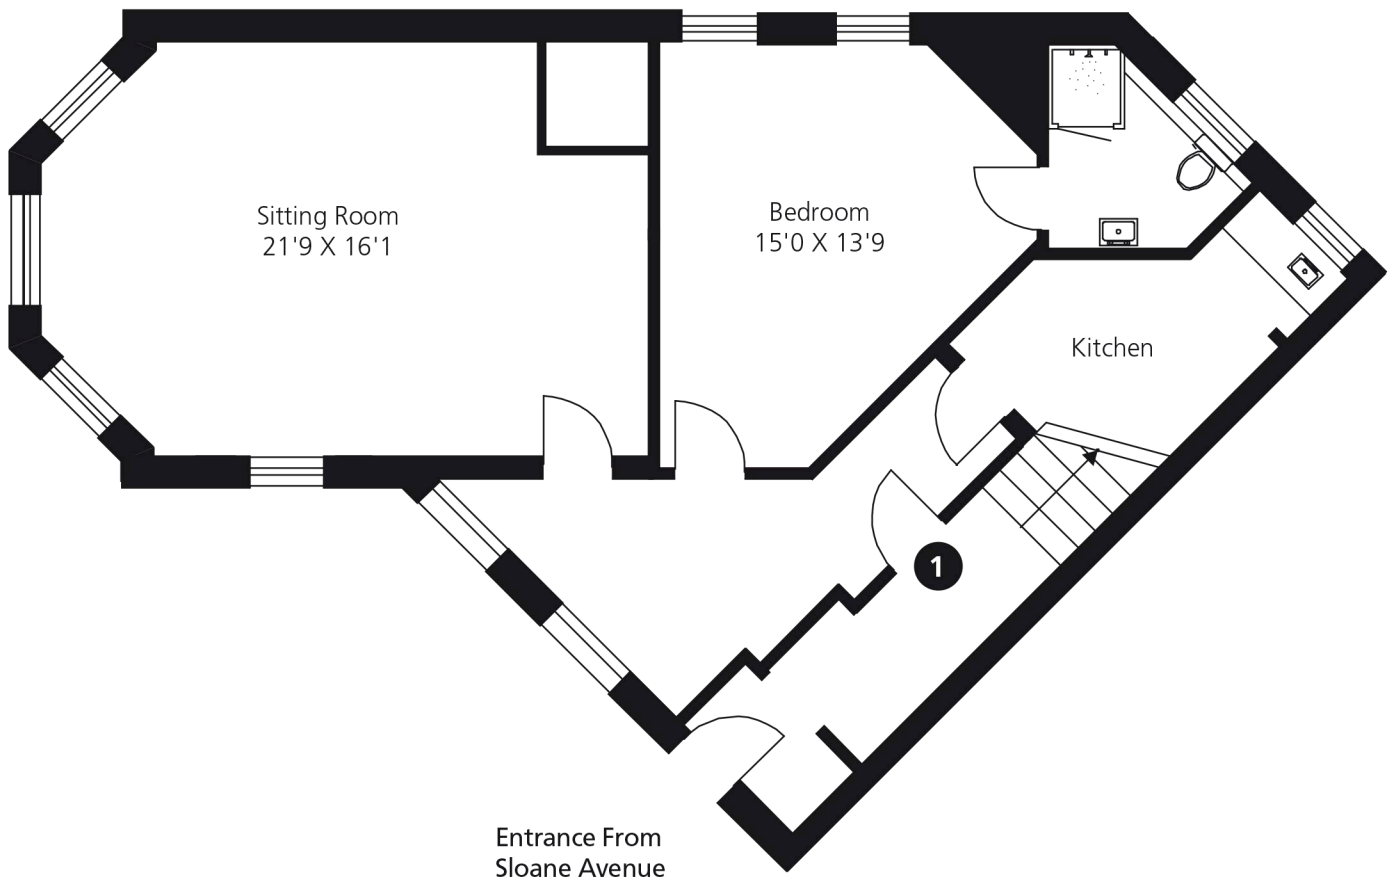 Sitting Room
21'9 X 16'1
Bedroom
15'0 X 13'9
Kitchen
1
Entrance From
Sloane Avenue